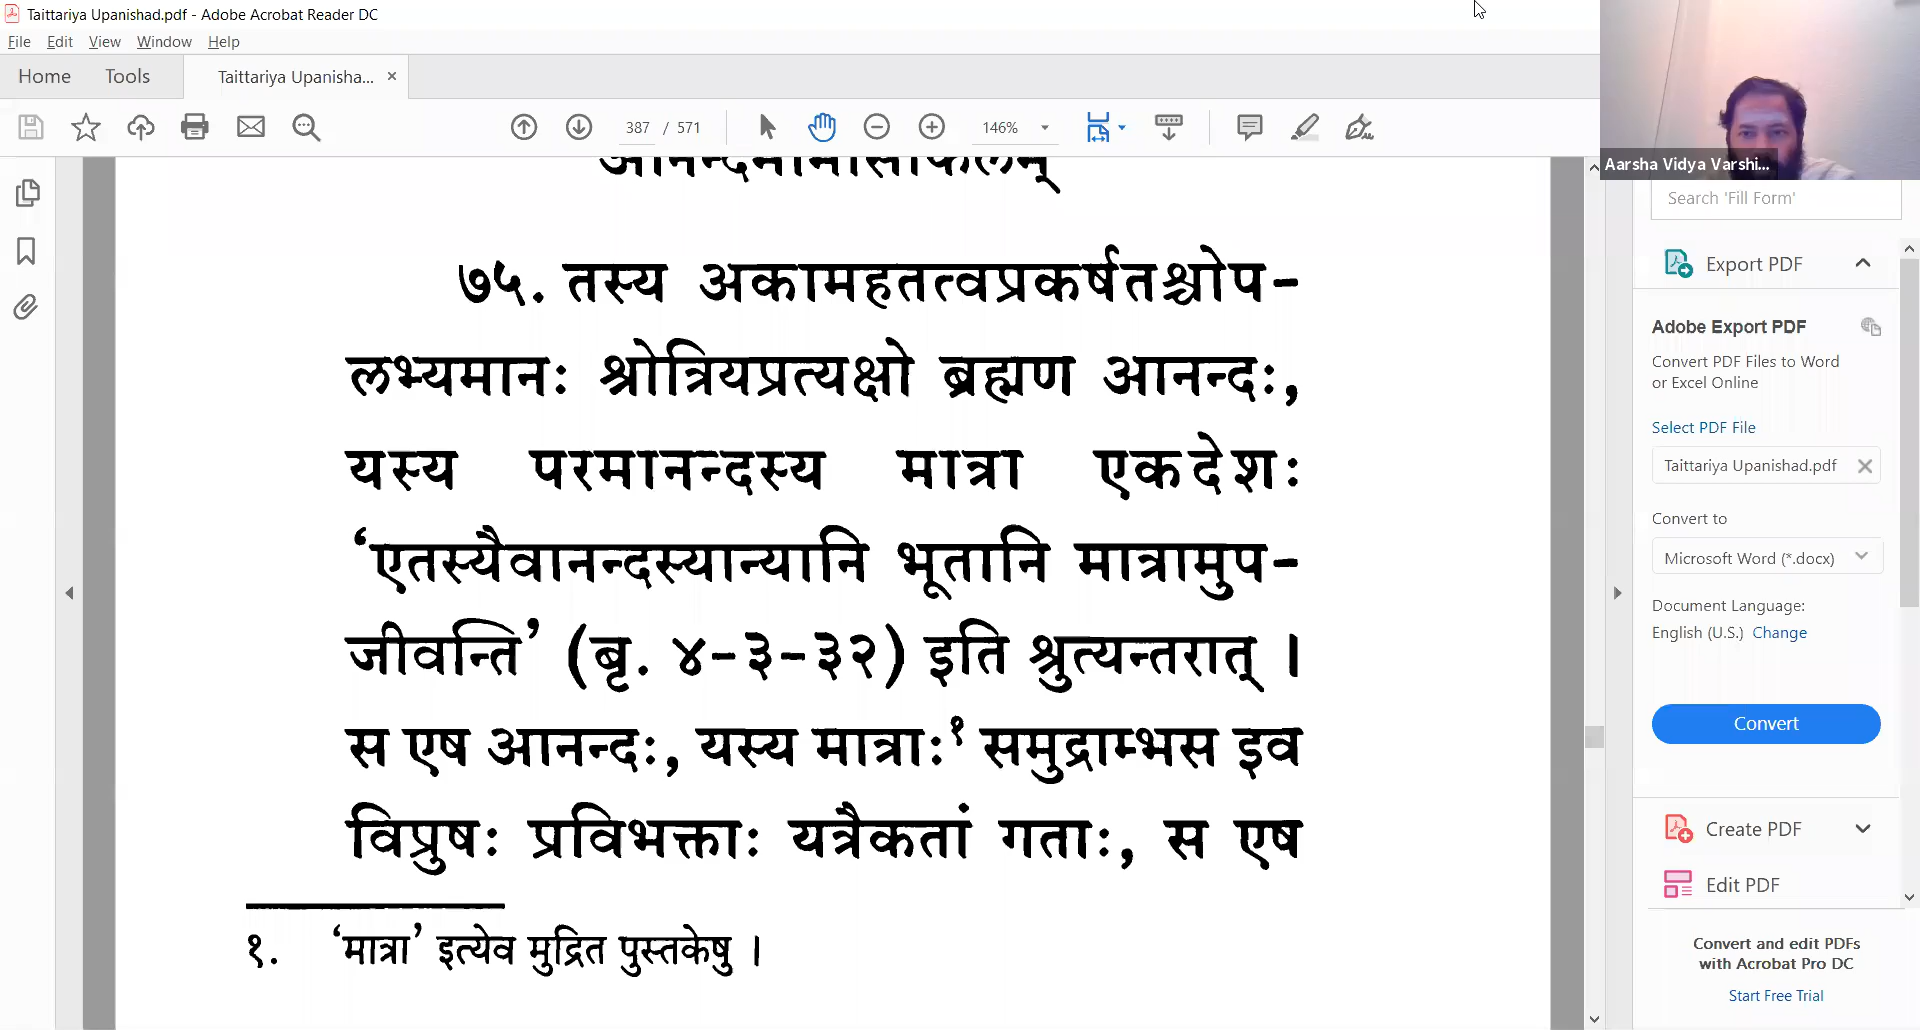 Taittariya Upanishad.pdf - Adobe Acrobat Reader DC
File Edit View Window Help
Home Tools Taittariya Upanisha... ×
387 / 571 146%
Aarsha Vidya Varshi...
आनन्दमीमांसाफलम्
७५. तस्य अकामहतत्वप्रकर्षतश्चोप-
लभ्यमानः श्रोत्रियप्रत्यक्षो ब्रह्मण आनन्दः,
यस्य परमानन्दस्य मात्रा एकदेशः
‘एतस्यैवानन्दस्यान्यानि भूतानि मात्रामुप-
जीवन्ति’ (बृ. ४-३-३२) इति श्रुत्यन्तरात् ।
स एष आनन्दः, यस्य मात्राः१ समुद्राम्भस इव
विप्रुषः प्रविभक्ताः यत्रैकतां गताः, स एष
१. ‘मात्रा’ इत्येव मुद्रित पुस्तकेषु ।
Search 'Fill Form'
Export PDF
Adobe Export PDF
Convert PDF Files to Word
or Excel Online
Select PDF File
Taittariya Upanishad.pdf
Convert to
Microsoft Word (*.docx)
Document Language:
English (U.S.) Change
Convert
Create PDF
Edit PDF
Convert and edit PDFs
with Acrobat Pro DC
Start Free Trial